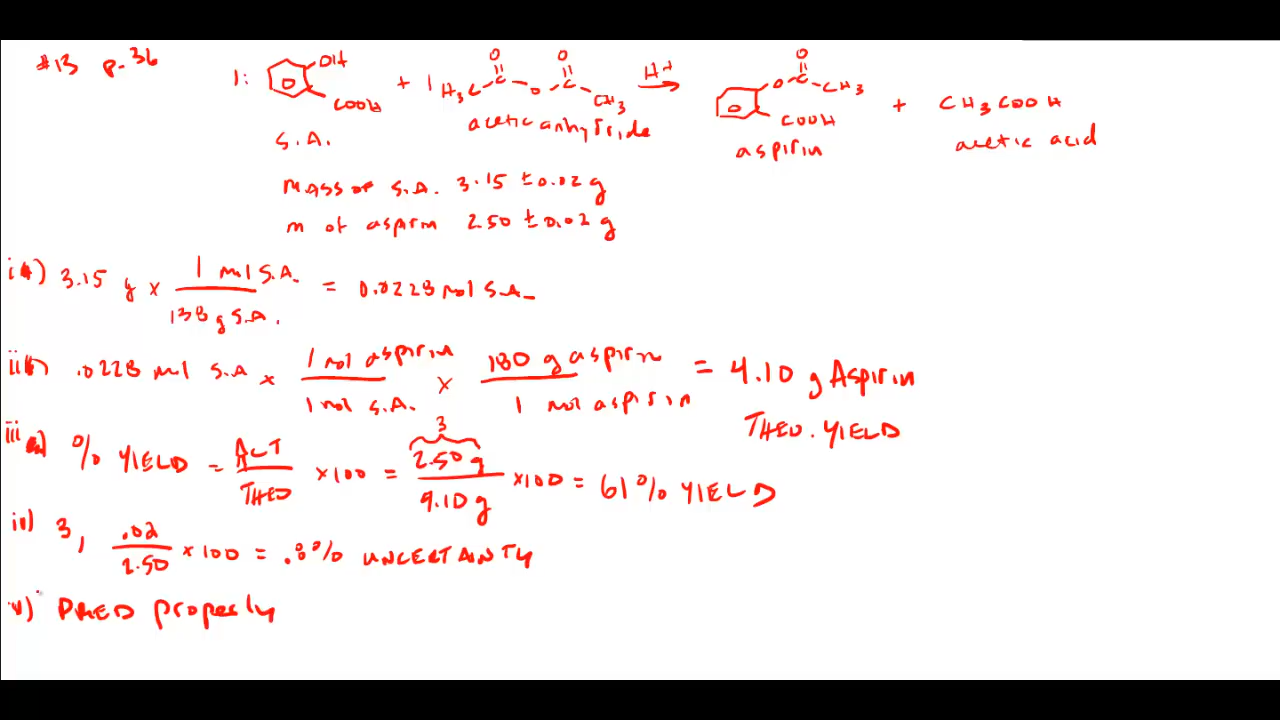 #13 p. 36
1: OH COOH + 1 H3C C O O C O CH3 H+ → O C O CH3 COOH + CH3COOH
S.A. acetic anhydride aspirin acetic acid
MASS OF S.A. 3.15 ±0.02 g
m of aspirin 2.50 ±0.02 g
i) 3.15 g × 1 mol S.A. / 138 g S.A. = 0.0228 mol S.A.
ii) .0228 mol S.A × 1 mol aspirin / 1 mol S.A. × 180 g aspirin / 1 mol aspirin = 4.10 g Aspirin
THEO. YIELD
iii) % YIELD = ACT / THEO ×100 = 3 2.50 g / 4.10 g ×100 = 61% YIELD
iv) 3, .02 / 2.50 ×100 = .8% UNCERTAINTY
v) DRIED properly